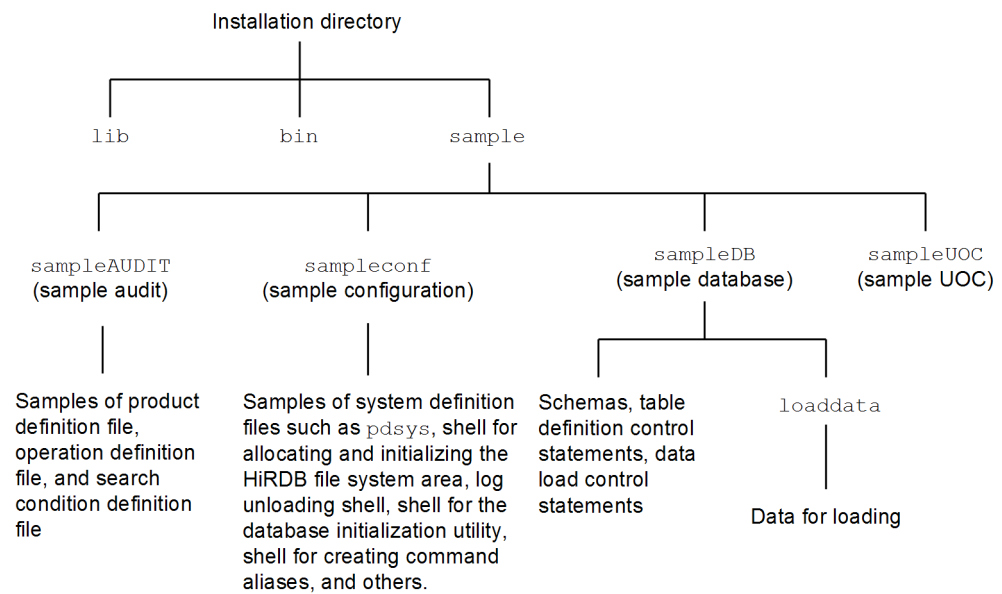 Installation directory
lib
bin
sample
sampleAUDIT
(sample audit)
sampleconf
(sample configuration)
sampleDB
(sample database)
sampleUOC
(sample UOC)
Samples of product
definition file,
operation definition
file, and search
condition definition
file
Samples of system definition
files such as pdsys, shell for
allocating and initializing the
HiRDB file system area, log
unloading shell, shell for the
database initialization utility,
shell for creating command
aliases, and others.
Schemas, table
definition control
statements, data
load control
statements
loaddata
Data for loading